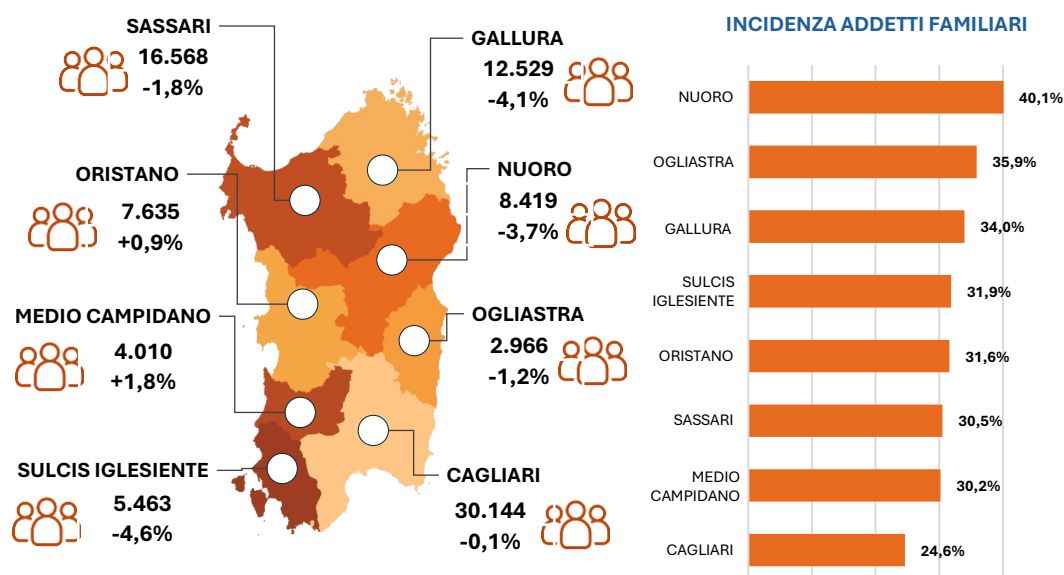 SASSARI
16.568
-1,8%
GALLURA
12.529
-4,1%
ORISTANO
7.635
+0,9%
NUORO
8.419
-3,7%
MEDIO CAMPIDANO
4.010
+1,8%
OGLIASTRA
2.966
-1,2%
SULCIS IGLESIENTE
5.463
-4,6%
CAGLIARI
30.144
-0,1%
INCIDENZA ADDETTI FAMILIARI
NUORO 40,1%
OGLIASTRA 35,9%
GALLURA 34,0%
SULCIS
IGLESIENTE 31,9%
ORISTANO 31,6%
SASSARI 30,5%
MEDIO
CAMPIDANO 30,2%
CAGLIARI 24,6%